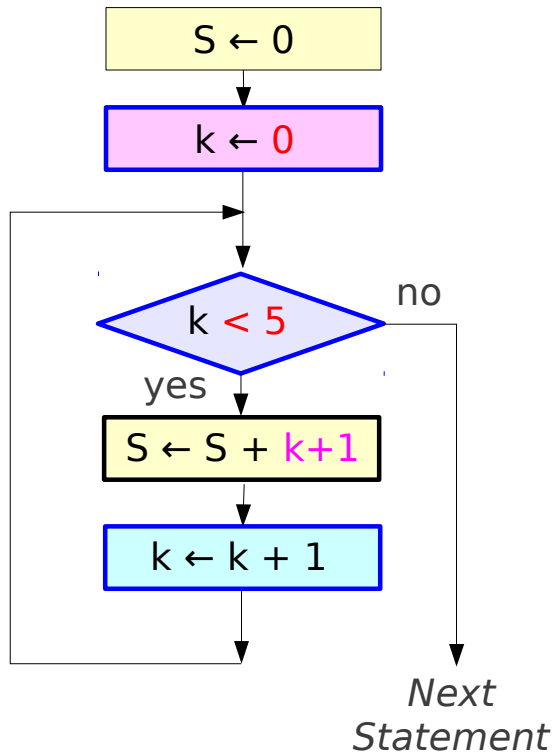 S ← 0
k ← 0
k < 5
no
yes
S ← S + k+1
k ← k + 1
Next
Statement